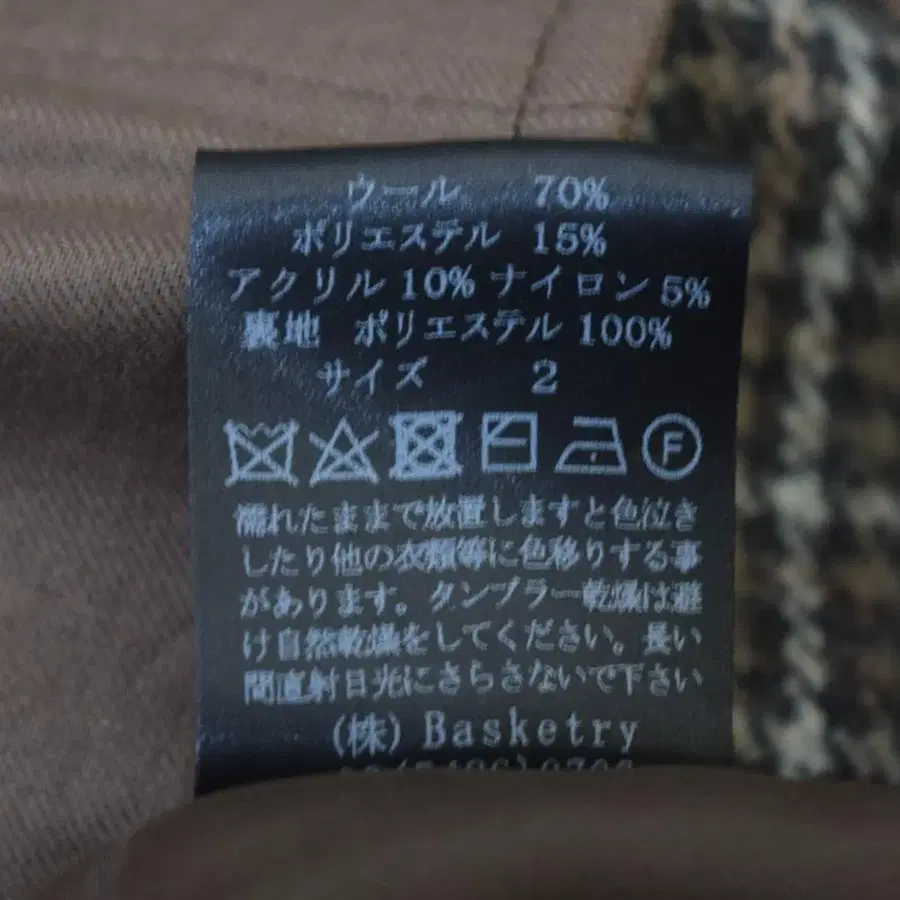 ウール 70%
ポリエステル 15%
アクリル 10% ナイロン 5%
裏地 ポリエステル 100%
サイズ 2
F
濡れたままで放置しますと色泣き
したり他の衣類等に色移りする事
があります。タンブラー乾燥は避
け自然乾燥をしてください。長い
間直射日光にさらさないで下さい
(株) Basketry